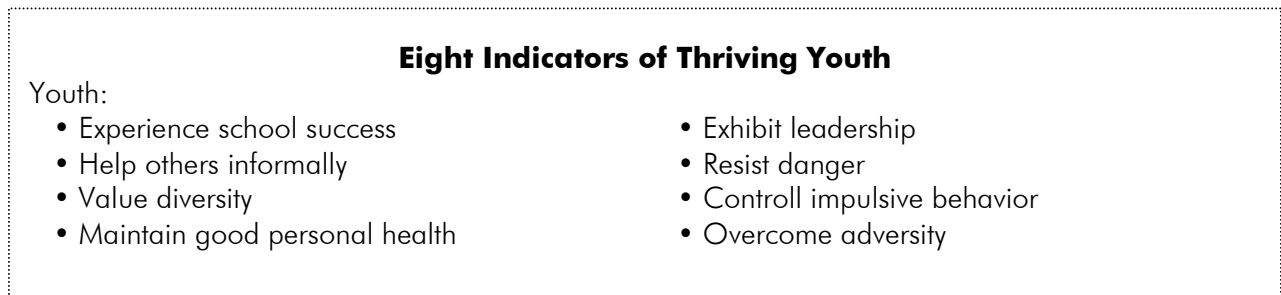 Eight Indicators of Thriving Youth
Youth:
• Experience school success
• Help others informally
• Value diversity
• Maintain good personal health
• Exhibit leadership
• Resist danger
• Controll impulsive behavior
• Overcome adversity